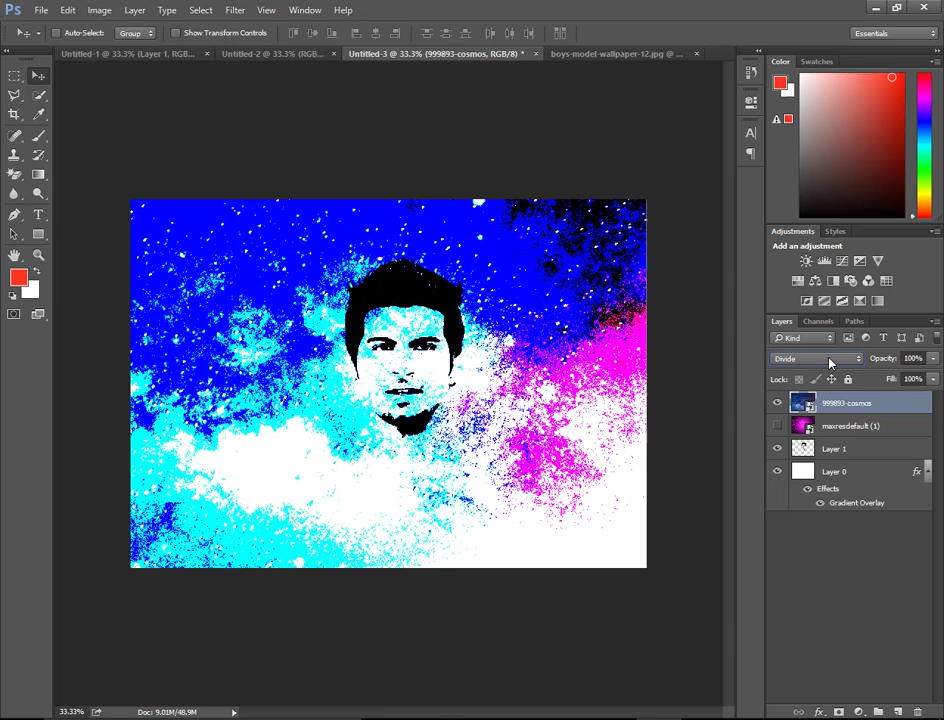 Ps File Edit Image Layer Type Select Filter View Window Help
Auto-Select: Group Show Transform Controls Essentials
Untitled-1 @ 33.3% (Layer 1, RGB... × Untitled-2 @ 33.3% (RGB... × Untitled-3 @ 33.3% (999893-cosmos, RGB/8) * × boys-model-wallpaper-12.jpg @ ... ×
Color Swatches
Adjustments Styles
Add an adjustment
Layers Channels Paths
Kind
Divide Opacity: 100%
Lock: Fill: 100%
999893-cosmos
maxresdefault (1)
Layer 1
Layer 0 fx
Effects
Gradient Overlay
33.33% Doc: 9.01M/48.9M